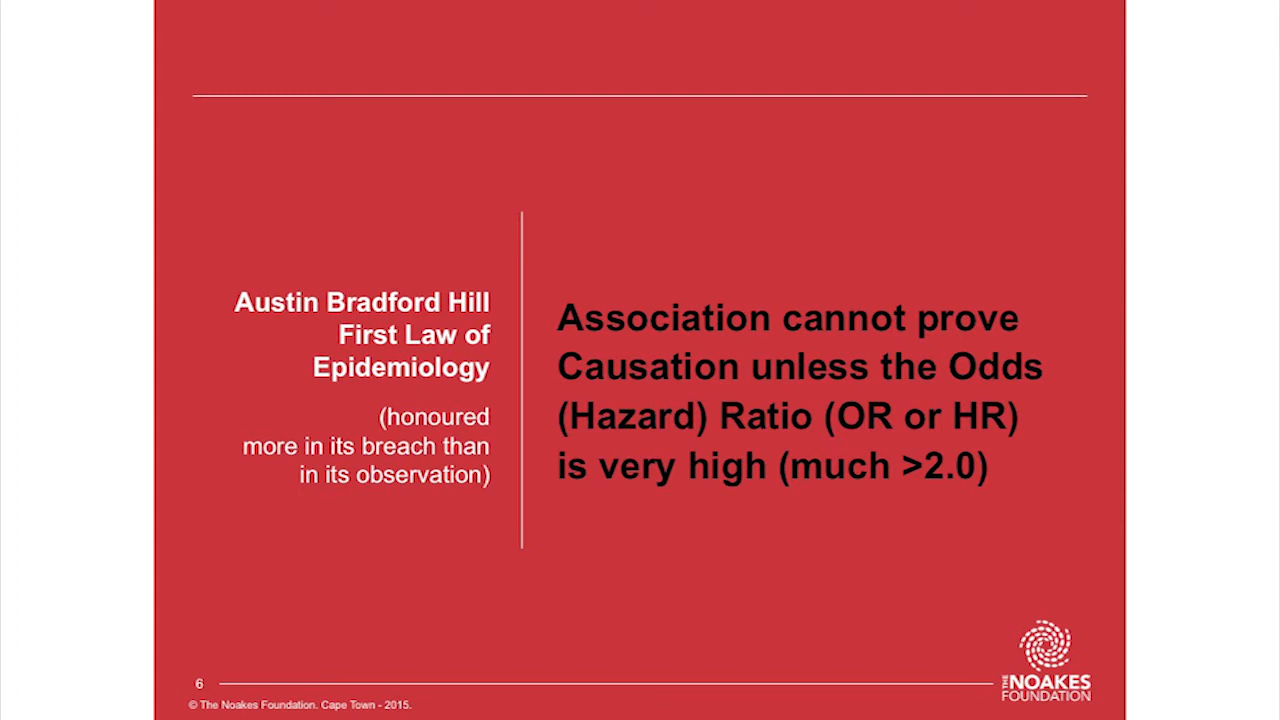 Austin Bradford Hill
First Law of
Epidemiology
(honoured
more in its breach than
in its observation)
Association cannot prove
Causation unless the Odds
(Hazard) Ratio (OR or HR)
is very high (much >2.0)
6
© The Noakes Foundation. Cape Town - 2015.
THE NOAKES
FOUNDATION